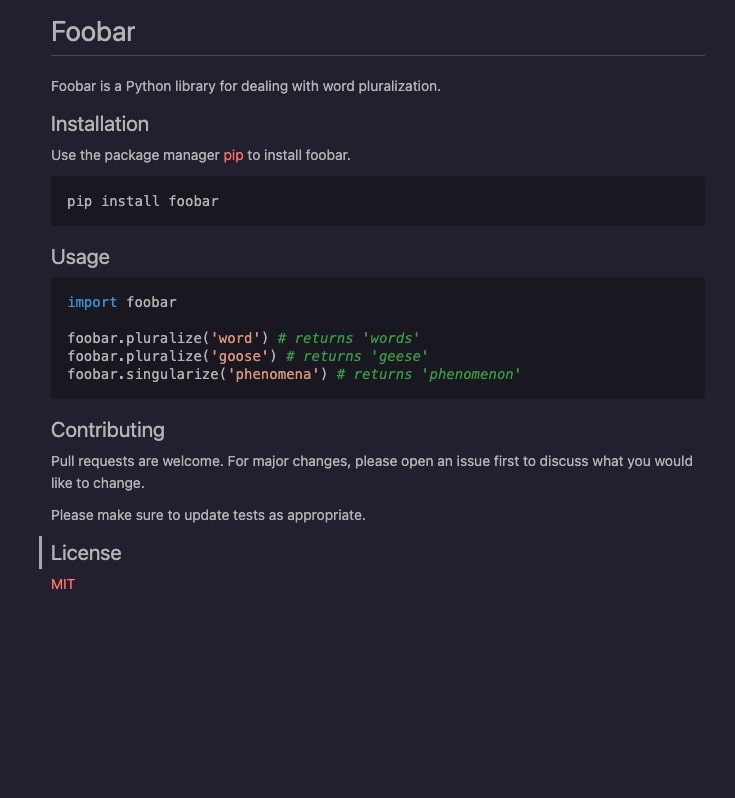 Foobar
Foobar is a Python library for dealing with word pluralization.
Installation
Use the package manager pip to install foobar.
pip install foobar
Usage
import foobar
foobar.pluralize('word') # returns 'words'
foobar.pluralize('goose') # returns 'geese'
foobar.singularize('phenomena') # returns 'phenomenon'
Contributing
Pull requests are welcome. For major changes, please open an issue first to discuss what you would
like to change.
Please make sure to update tests as appropriate.
License
MIT